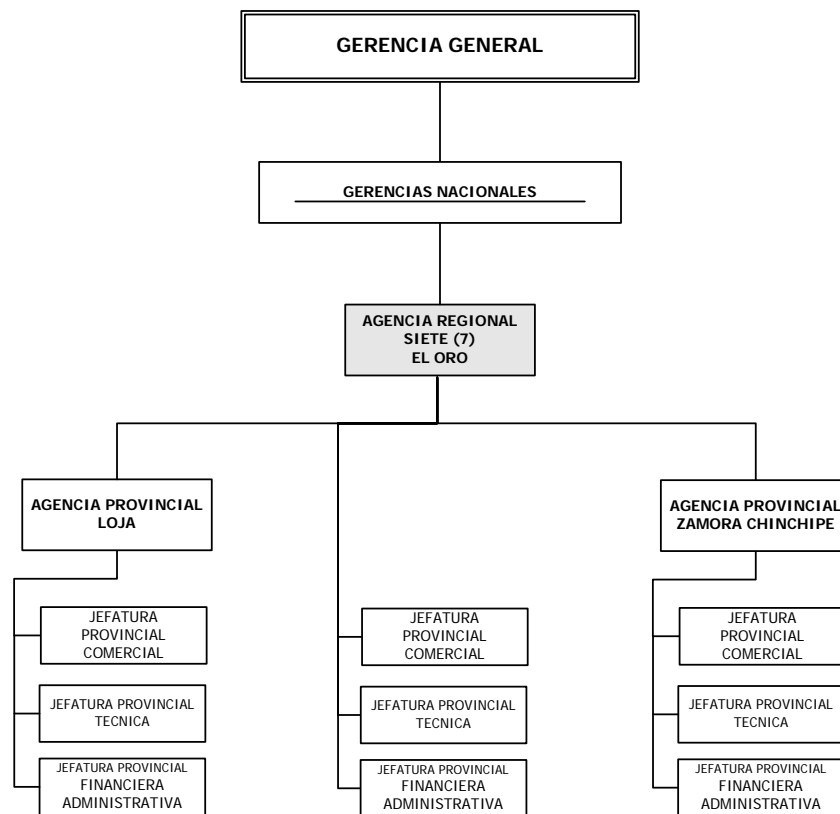 GERENCIA GENERAL
GERENCIAS NACIONALES
AGENCIA REGIONAL
SIETE (7)
EL ORO
AGENCIA PROVINCIAL
LOJA
AGENCIA PROVINCIAL
ZAMORA CHINCHIPE
JEFATURA
PROVINCIAL
COMERCIAL
JEFATURA
PROVINCIAL
COMERCIAL
JEFATURA
PROVINCIAL
COMERCIAL
JEFATURA PROVINCIAL
TECNICA
JEFATURA PROVINCIAL
TECNICA
JEFATURA PROVINCIAL
TECNICA
JEFATURA PROVINCIAL
FINANCIERA
ADMINISTRATIVA
JEFATURA PROVINCIAL
FINANCIERA
ADMINISTRATIVA
JEFATURA PROVINCIAL
FINANCIERA
ADMINISTRATIVA